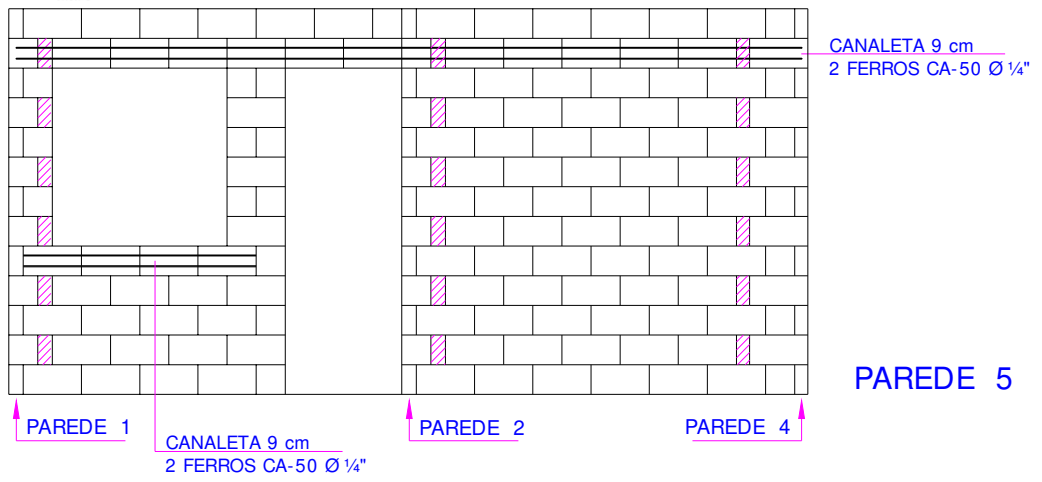 CANALETA 9 cm
2 FERROS CA-50 Ø ¼"
PAREDE 5
PAREDE 1
PAREDE 2
PAREDE 4
CANALETA 9 cm
2 FERROS CA-50 Ø ¼"